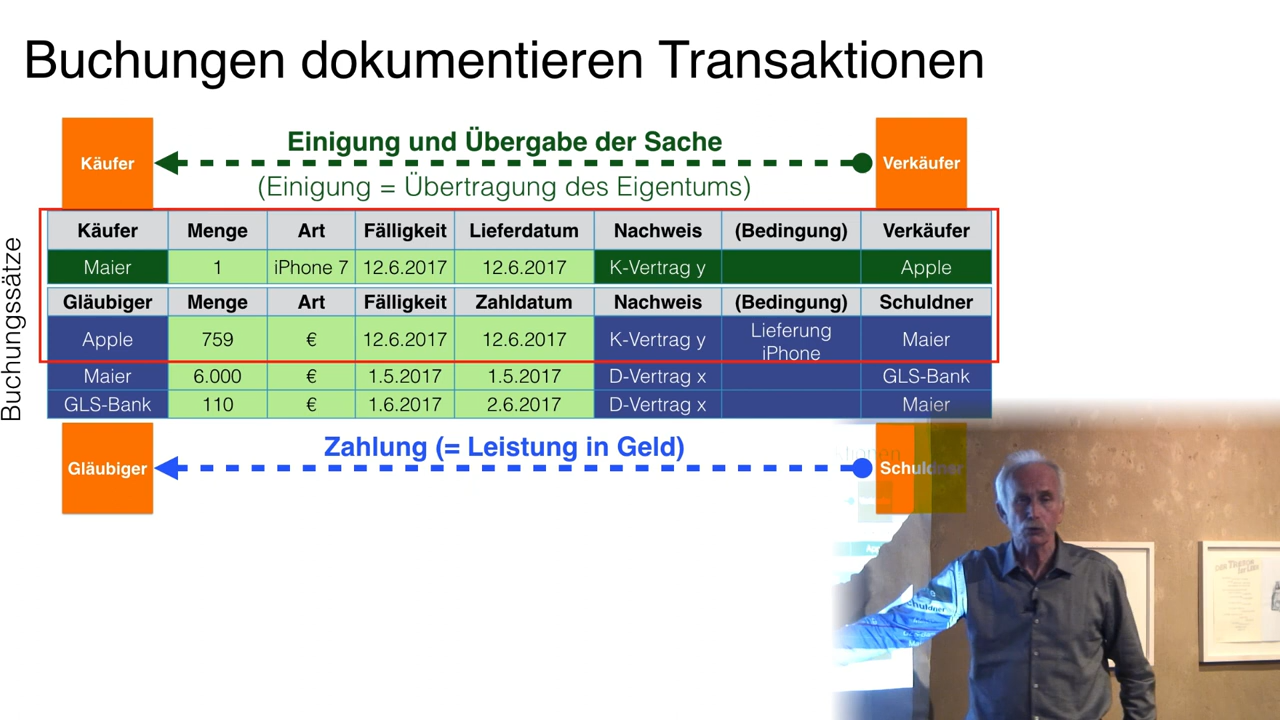 Buchungen dokumentieren Transaktionen
Käufer
Einigung und Übergabe der Sache
(Einigung = Übertragung des Eigentums)
Verkäufer
Buchungssätze
Käufer Menge Art Fälligkeit Lieferdatum Nachweis (Bedingung) Verkäufer
Maier 1 iPhone 7 12.6.2017 12.6.2017 K-Vertrag y Apple
Gläubiger Menge Art Fälligkeit Zahldatum Nachweis (Bedingung) Schuldner
Apple 759 € 12.6.2017 12.6.2017 K-Vertrag y Lieferung iPhone Maier
Maier 6.000 € 1.5.2017 1.5.2017 D-Vertrag x GLS-Bank
GLS-Bank 110 € 1.6.2017 2.6.2017 D-Vertrag x Maier
Gläubiger
Zahlung (= Leistung in Geld)
Schuldner